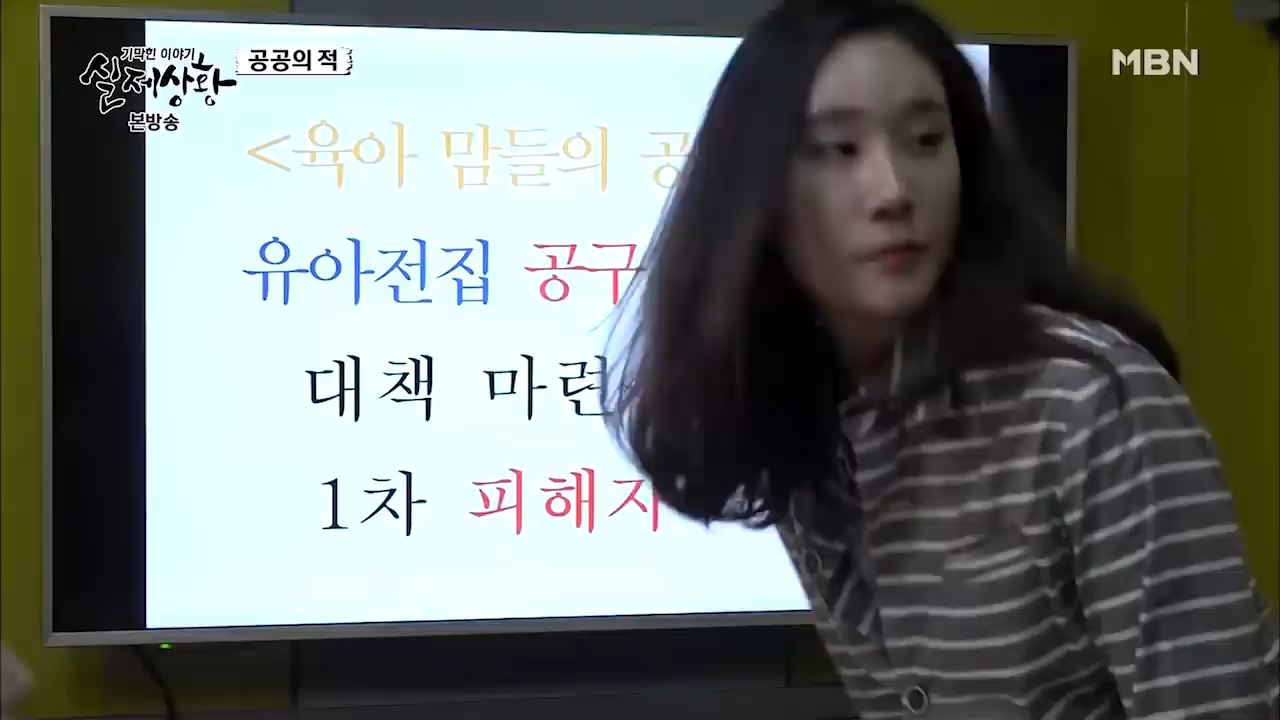 기막힌 이야기
실제상황
본방송
공공의 적
MBN
<육아 맘들의 공
유아전집 공구
대책 마련
1차 피해자